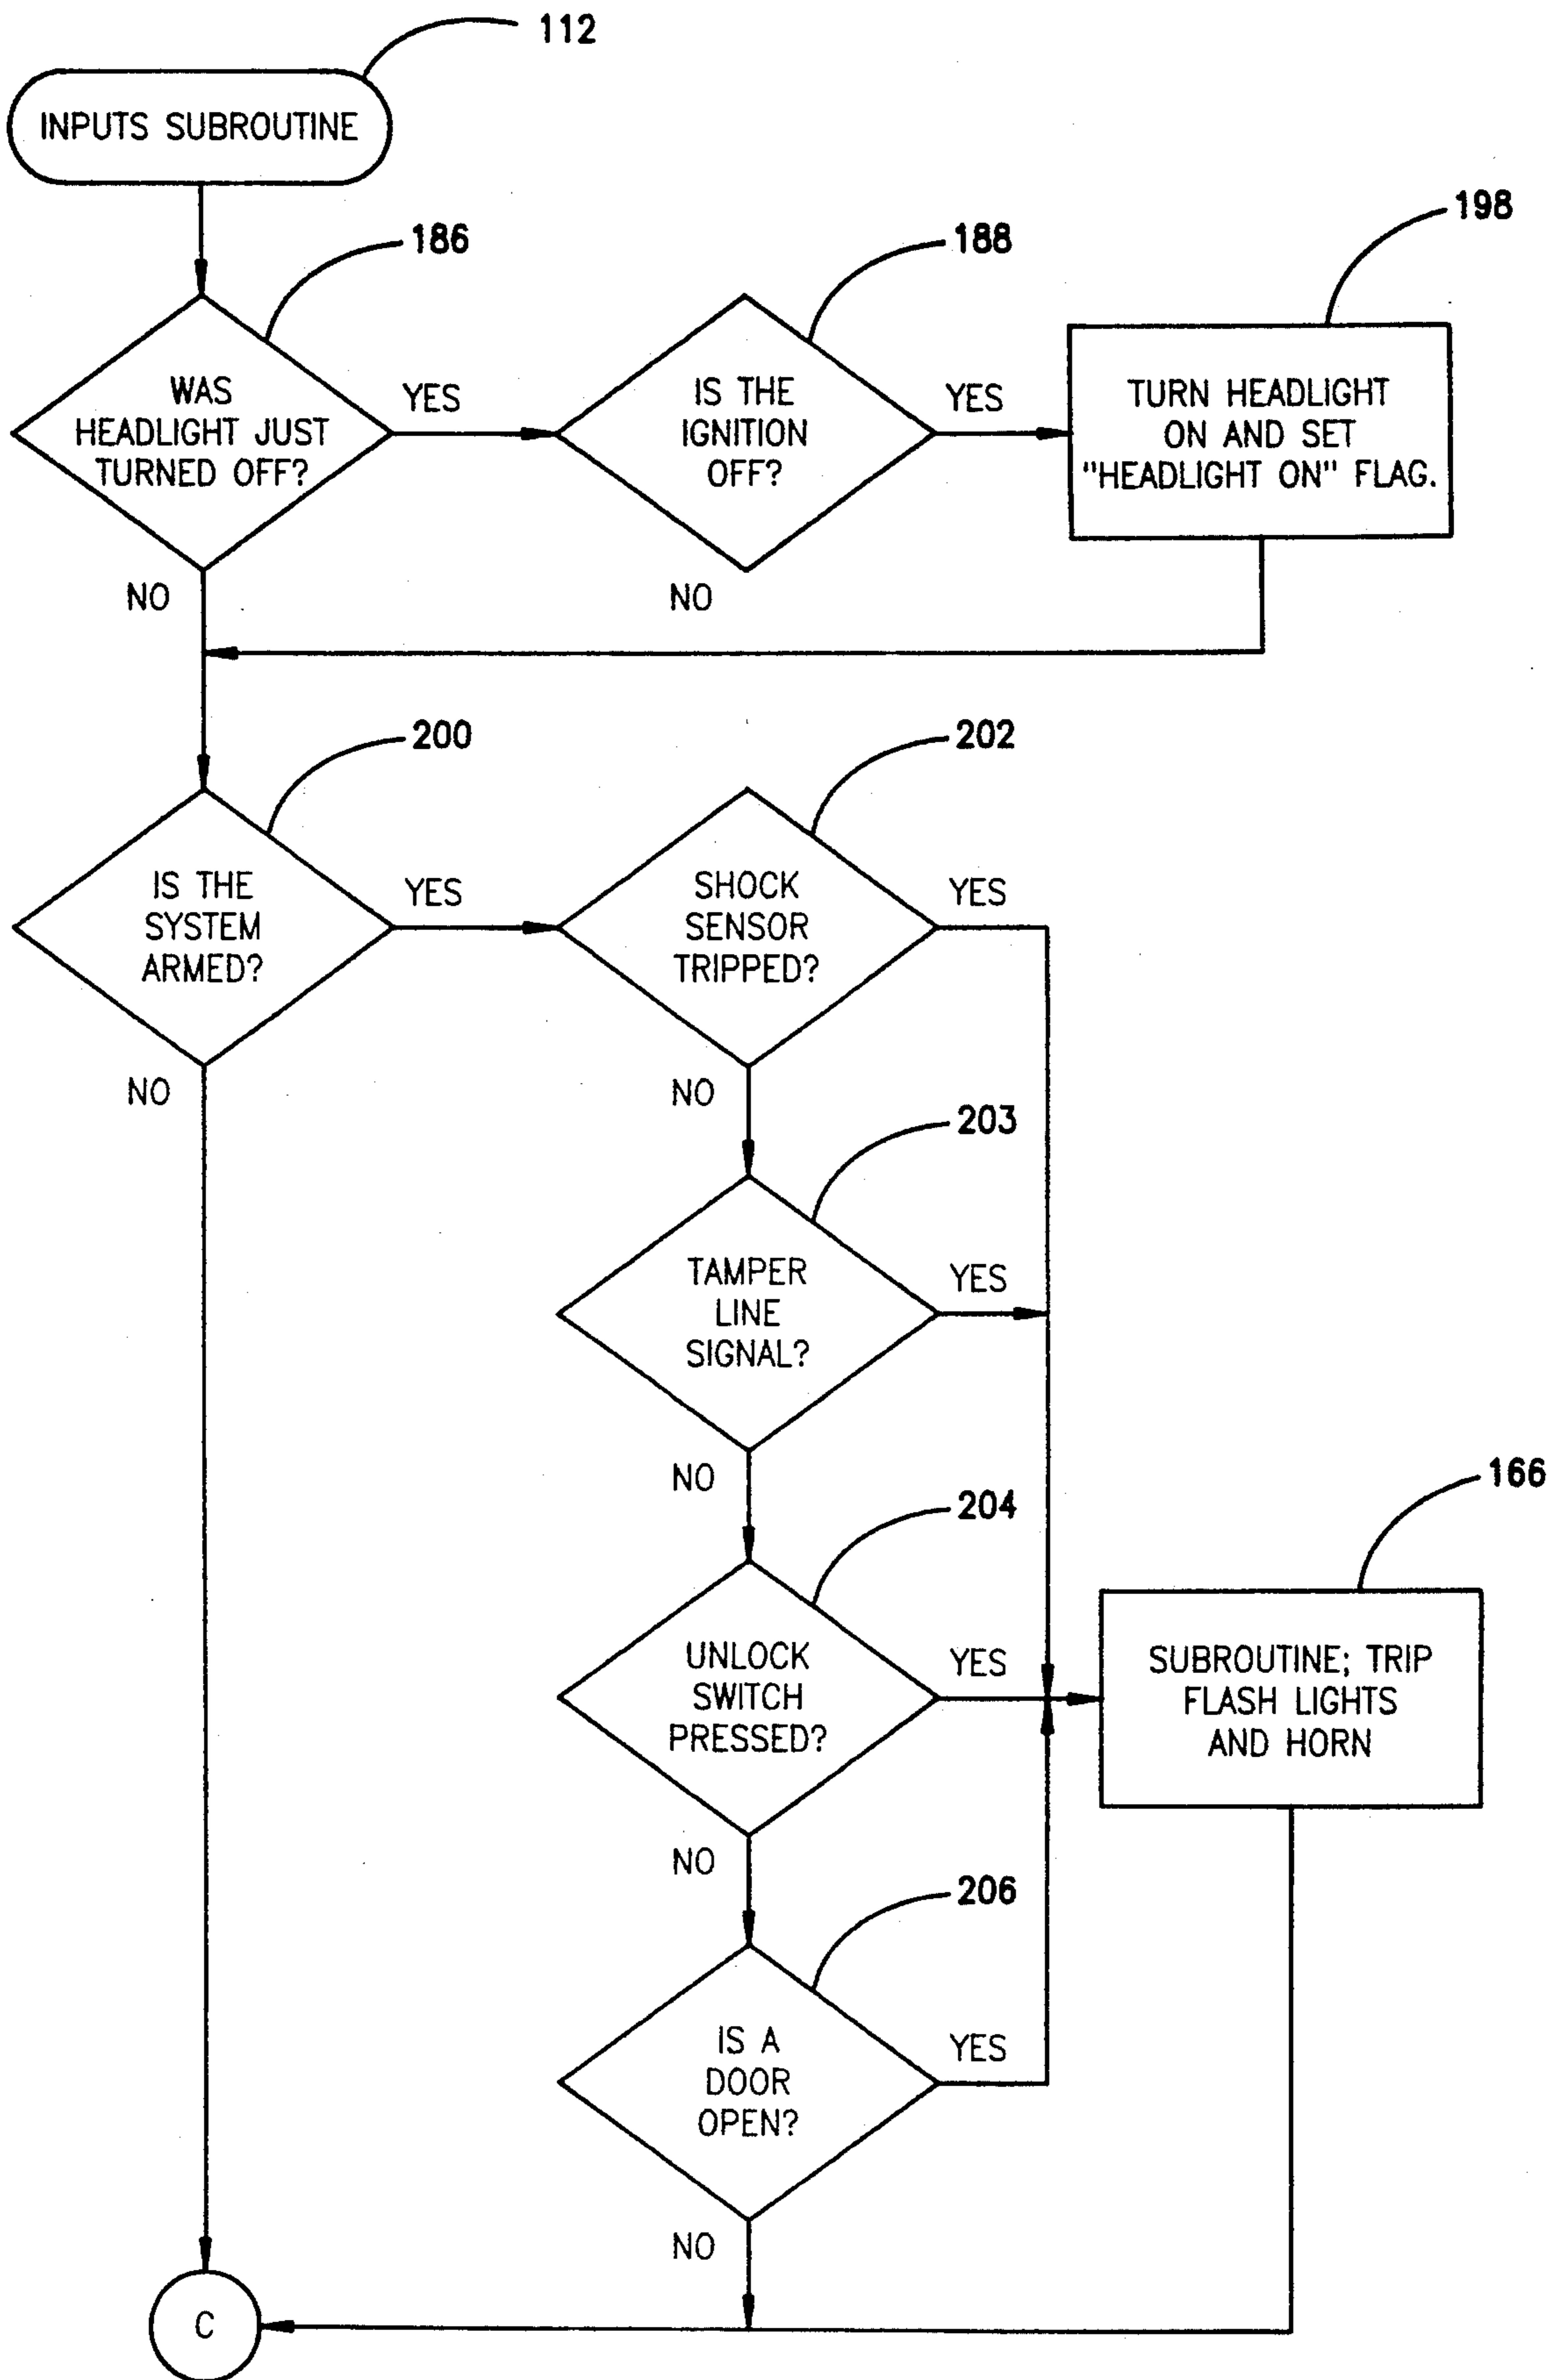 112
INPUTS SUBROUTINE
186
188
198
WAS
HEADLIGHT JUST
TURNED OFF?
YES
IS THE
IGNITION
OFF?
YES
TURN HEADLIGHT
ON AND SET
"HEADLIGHT ON" FLAG.
NO
NO
200
202
IS THE
SYSTEM
ARMED?
YES
SHOCK
SENSOR
TRIPPED?
YES
NO
NO
203
TAMPER
LINE
SIGNAL?
YES
NO
204
166
UNLOCK
SWITCH
PRESSED?
YES
SUBROUTINE; TRIP
FLASH LIGHTS
AND HORN
NO
206
IS A
DOOR
OPEN?
YES
NO
C